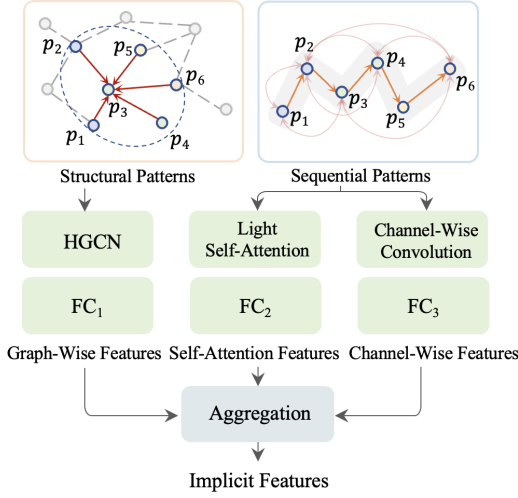 p2
p5
p6
p3
p1
p4
p2
p4
p6
p3
p1
p5
Structural Patterns
Sequential Patterns
HGCN
Light
Self-Attention
Channel-Wise
Convolution
FC1
FC2
FC3
Graph-Wise Features
Self-Attention Features
Channel-Wise Features
Aggregation
Implicit Features